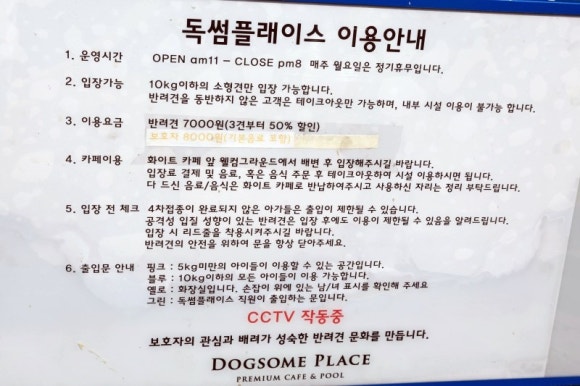 독썸플래이스 이용안내
1. 운영시간 OPEN am11 – CLOSE pm8 매주 월요일은 정기휴무입니다.
2. 입장가능 10kg이하의 소형견만 입장 가능합니다.
반려견을 동반하지 않은 고객은 테이크아웃만 가능하며, 내부 시설 이용이 불가능 합니다.
3. 이용요금 반려견 7000원(3견부터 50% 할인)
보호자 8000원(기본음료 포함)
4. 카페이용 화이트 카페 앞 웰컴그라운드에서 배변 후 입장해주시길 바랍니다.
입장료 결제 및 음료, 혹은 음식 주문 후 테이크아웃하여 시설 이용하시면 됩니다.
다 드신 음료/음식은 화이트 카페로 반납하여주시고 사용하신 자리는 정리 부탁드립니다.
5. 입장 전 체크 4차접종이 완료되지 않은 아가들은 출입이 제한될 수 있습니다.
공격성 입질 성향이 있는 반려견은 입장 후에도 이용이 제한될 수 있음을 알려드립니다.
입장 시 리드줄을 착용시켜주시길 바랍니다.
반려견의 안전을 위하여 문을 항상 닫아주세요.
6. 출입문 안내 핑크 : 5kg미만의 아이들이 이용할 수 있는 공간입니다.
블루 : 10kg이하의 모든 아이들이 이용 가능합니다.
옐로 : 화장실입니다. 손잡이 위에 있는 남/녀 표시를 확인해 주세요
그린 : 독썸플래이스 직원이 출입하는 문입니다.
CCTV 작동중
보호자의 관심과 배려가 성숙한 반려견 문화를 만듭니다.
DOGSOME PLACE
PREMIUM CAFE & POOL